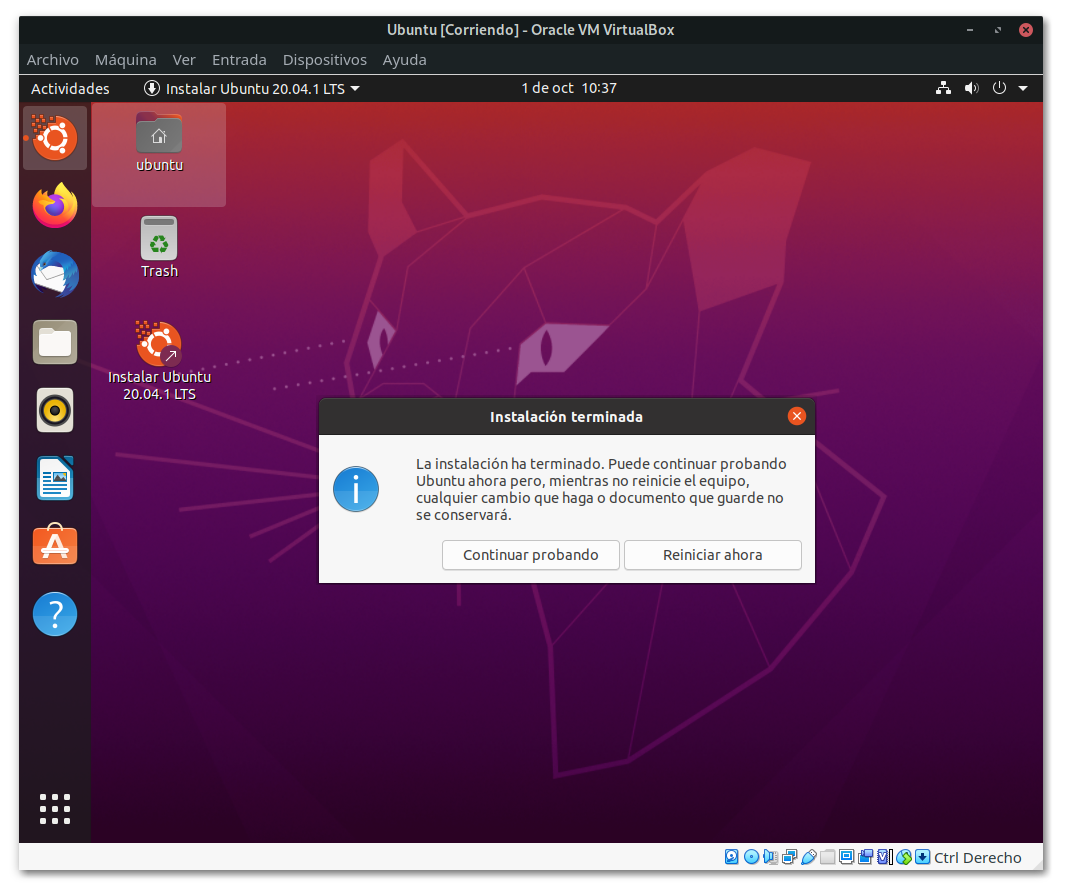 Ubuntu [Corriendo] - Oracle VM VirtualBox
Archivo Máquina Ver Entrada Dispositivos Ayuda
Actividades Instalar Ubuntu 20.04.1 LTS 1 de oct 10:37
ubuntu
Trash
Instalar Ubuntu
20.04.1 LTS
Instalación terminada
La instalación ha terminado. Puede continuar probando
Ubuntu ahora pero, mientras no reinicie el equipo,
cualquier cambio que haga o documento que guarde no
se conservará.
Continuar probando Reiniciar ahora
Ctrl Derecho